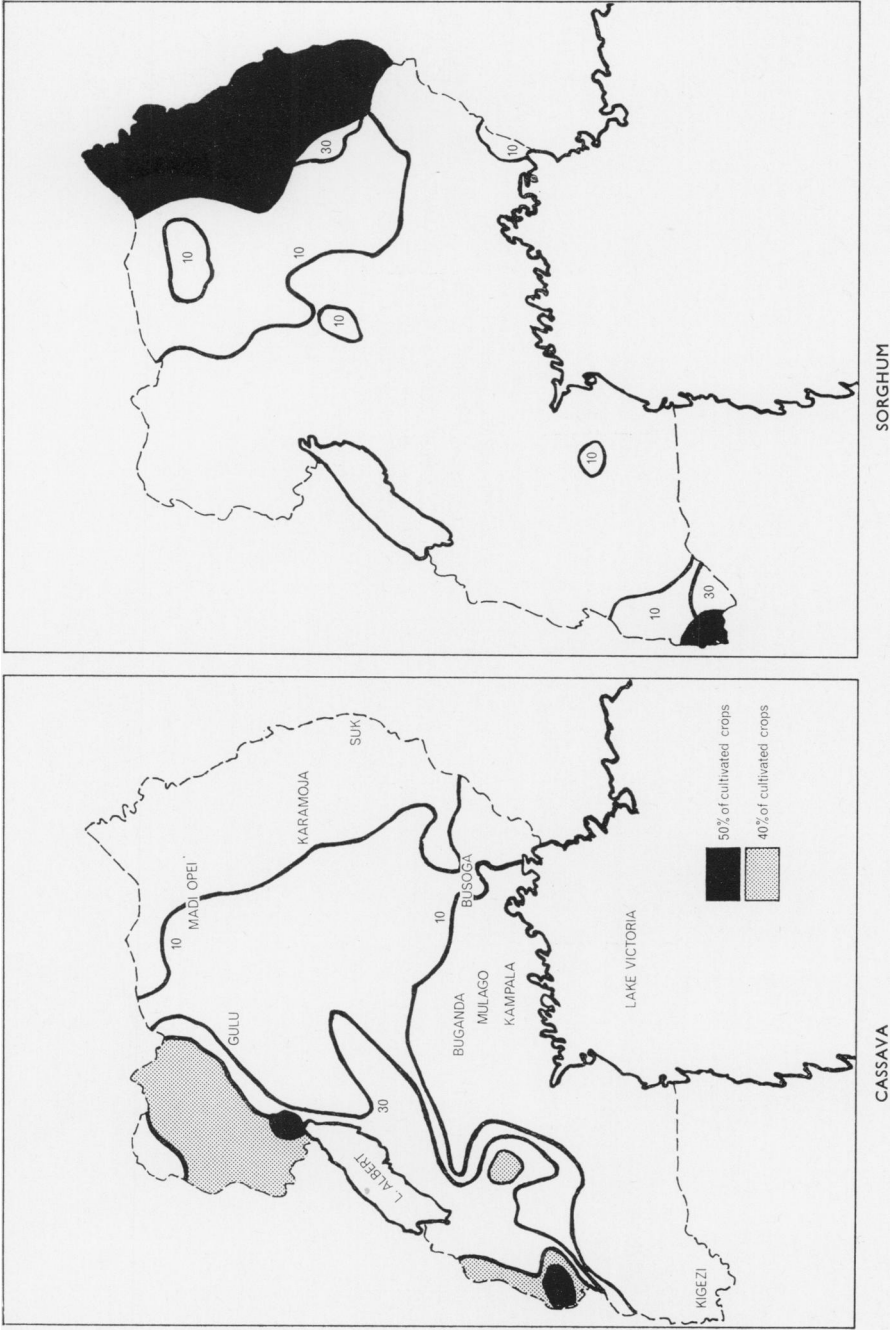 MADI OPEI
10
KARAMOJA
SUK
GULU
30
L. ALBERT
10
BUSOGA
BUGANDA
MULAGO
KAMPALA
LAKE VICTORIA
KIGEZI
50% of cultivated crops
40% of cultivated crops
CASSAVA
10
30
10
10
10
10
10
30
SORGHUM